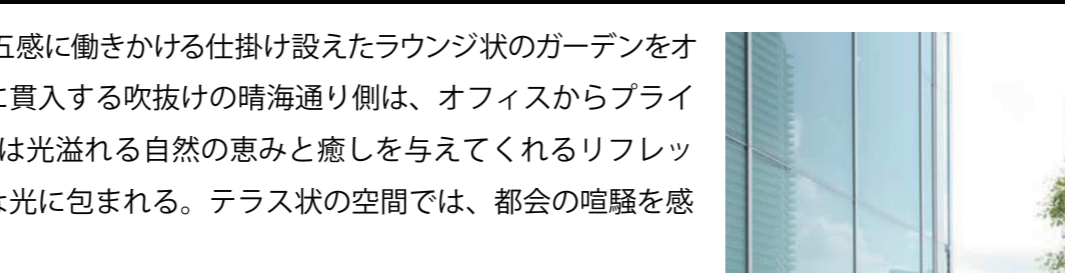 五感に働きかける仕掛け設えたラウンジ状のガーデンをオ
に貫入する吹抜けの晴海通り側は、オフィスからプライ
は光溢れる自然の恵みと癒しを与えてくれるリフレッ
光に包まれる。テラス状の空間では、都会の喧騒を感